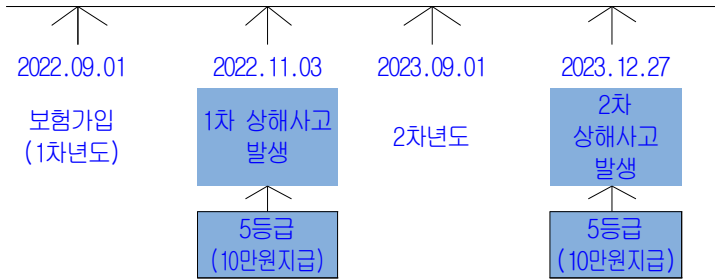 2022.09.01
2022.11.03
2023.09.01
2023.12.27
보험가입
(1차년도)
1차 상해사고
발생
2차년도
2차
상해사고
발생
5등급
(10만원지급)
5등급
(10만원지급)